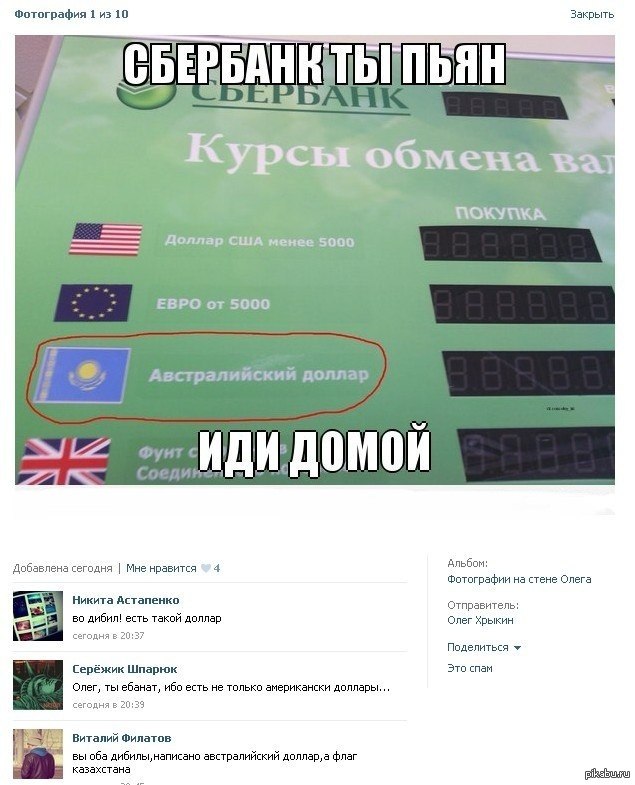 Фотография 1 из 10
Закрыть
СБЕРБАНК ТЫ ПЬЯН
СБЕРБАНК
Курсы обмена вал
ПОКУПКА
Доллар США менее 5000
ЕВРО от 5000
Австралийский доллар
Фунт с
Соединен
ИДИ ДОМОЙ
Добавлена сегодня | Мне нравится 4
Никита Астапенко
во дибил! есть такой доллар
сегодня в 20:37
Серёжик Шпарюк
Олег, ты ебанат, ибо есть не только американски доллары...
сегодня в 20:39
Виталий Филатов
вы оба дибилы,написано австралийский доллар,а флаг
казахстана
Альбом:
Фотографии на стене Олега
Отправитель:
Олег Хрыкин
Поделиться
Это спам
pikabu.ru